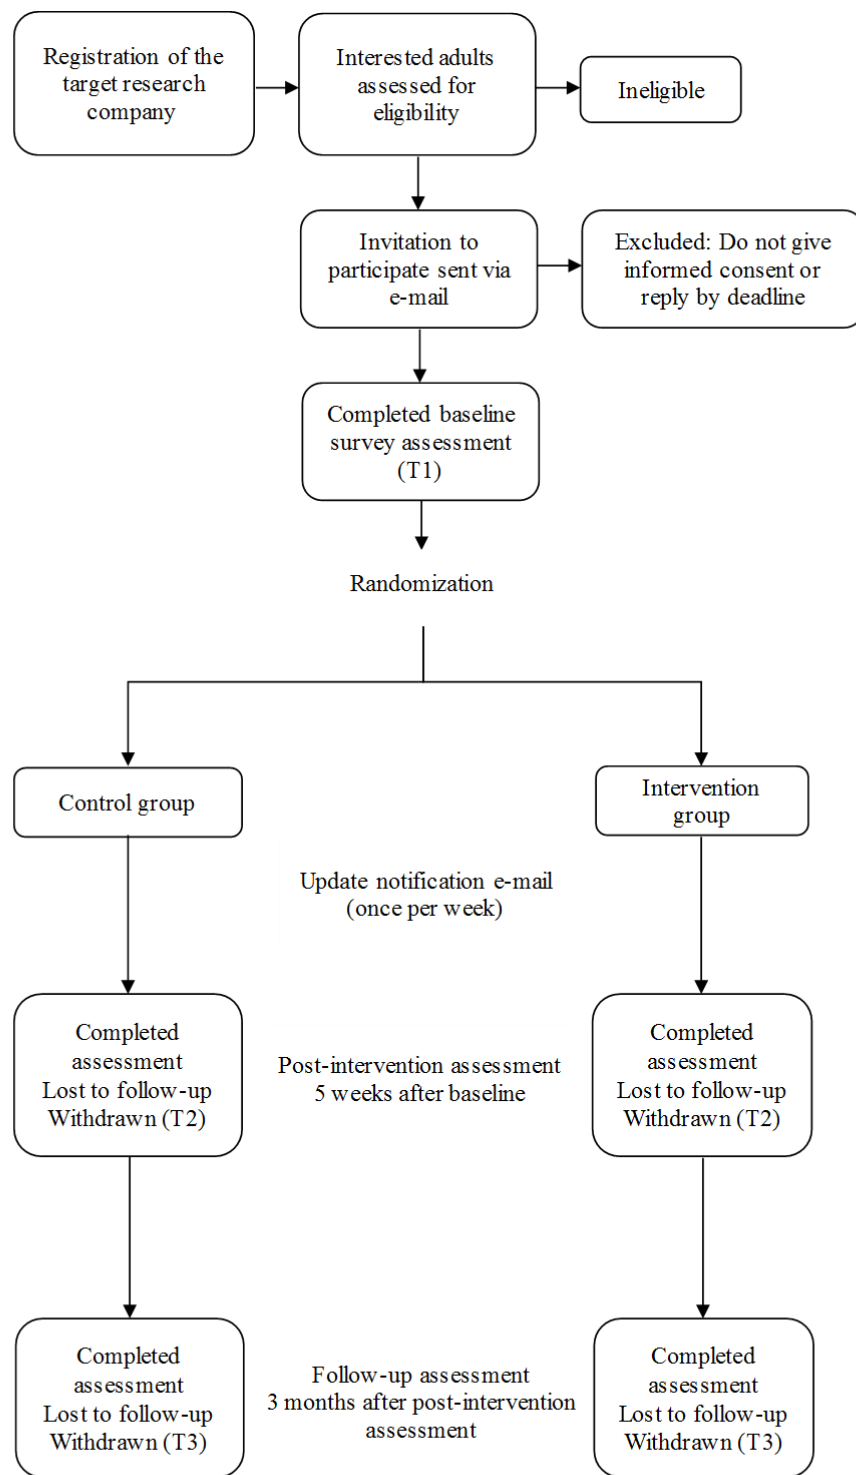 Registration of the
target research
company
Interested adults
assessed for
eligibility
Ineligible
Invitation to
participate sent via
e-mail
Excluded: Do not give
informed consent or
reply by deadline
Completed baseline
survey assessment
(T1)
Randomization
Control group
Intervention
group
Update notification e-mail
(once per week)
Completed
assessment
Lost to follow-up
Withdrawn (T2)
Post-intervention assessment
5 weeks after baseline
Completed
assessment
Lost to follow-up
Withdrawn (T2)
Completed
assessment
Lost to follow-up
Withdrawn (T3)
Follow-up assessment
3 months after post-intervention
assessment
Completed
assessment
Lost to follow-up
Withdrawn (T3)